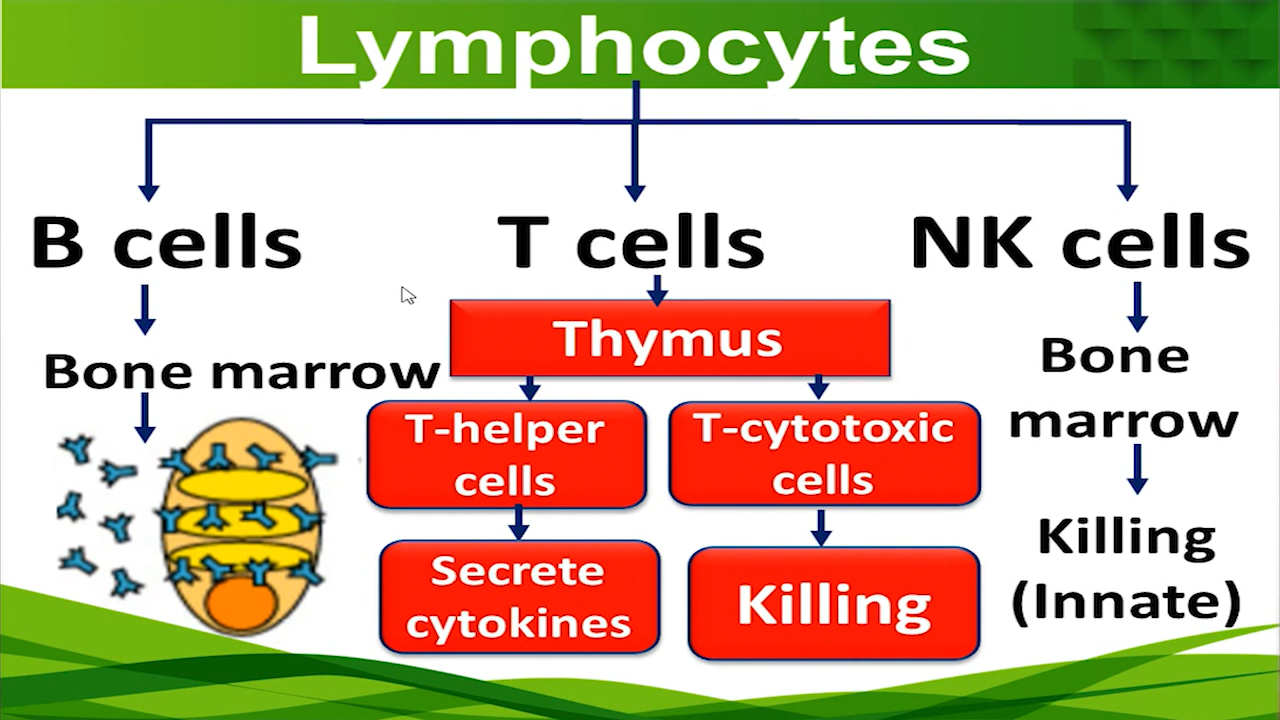 Lymphocytes
B cells
T cells
NK cells
Bone marrow
Thymus
T-helper
cells
Secrete
cytokines
T-cytotoxic
cells
Killing
Bone
marrow
Killing
(Innate)